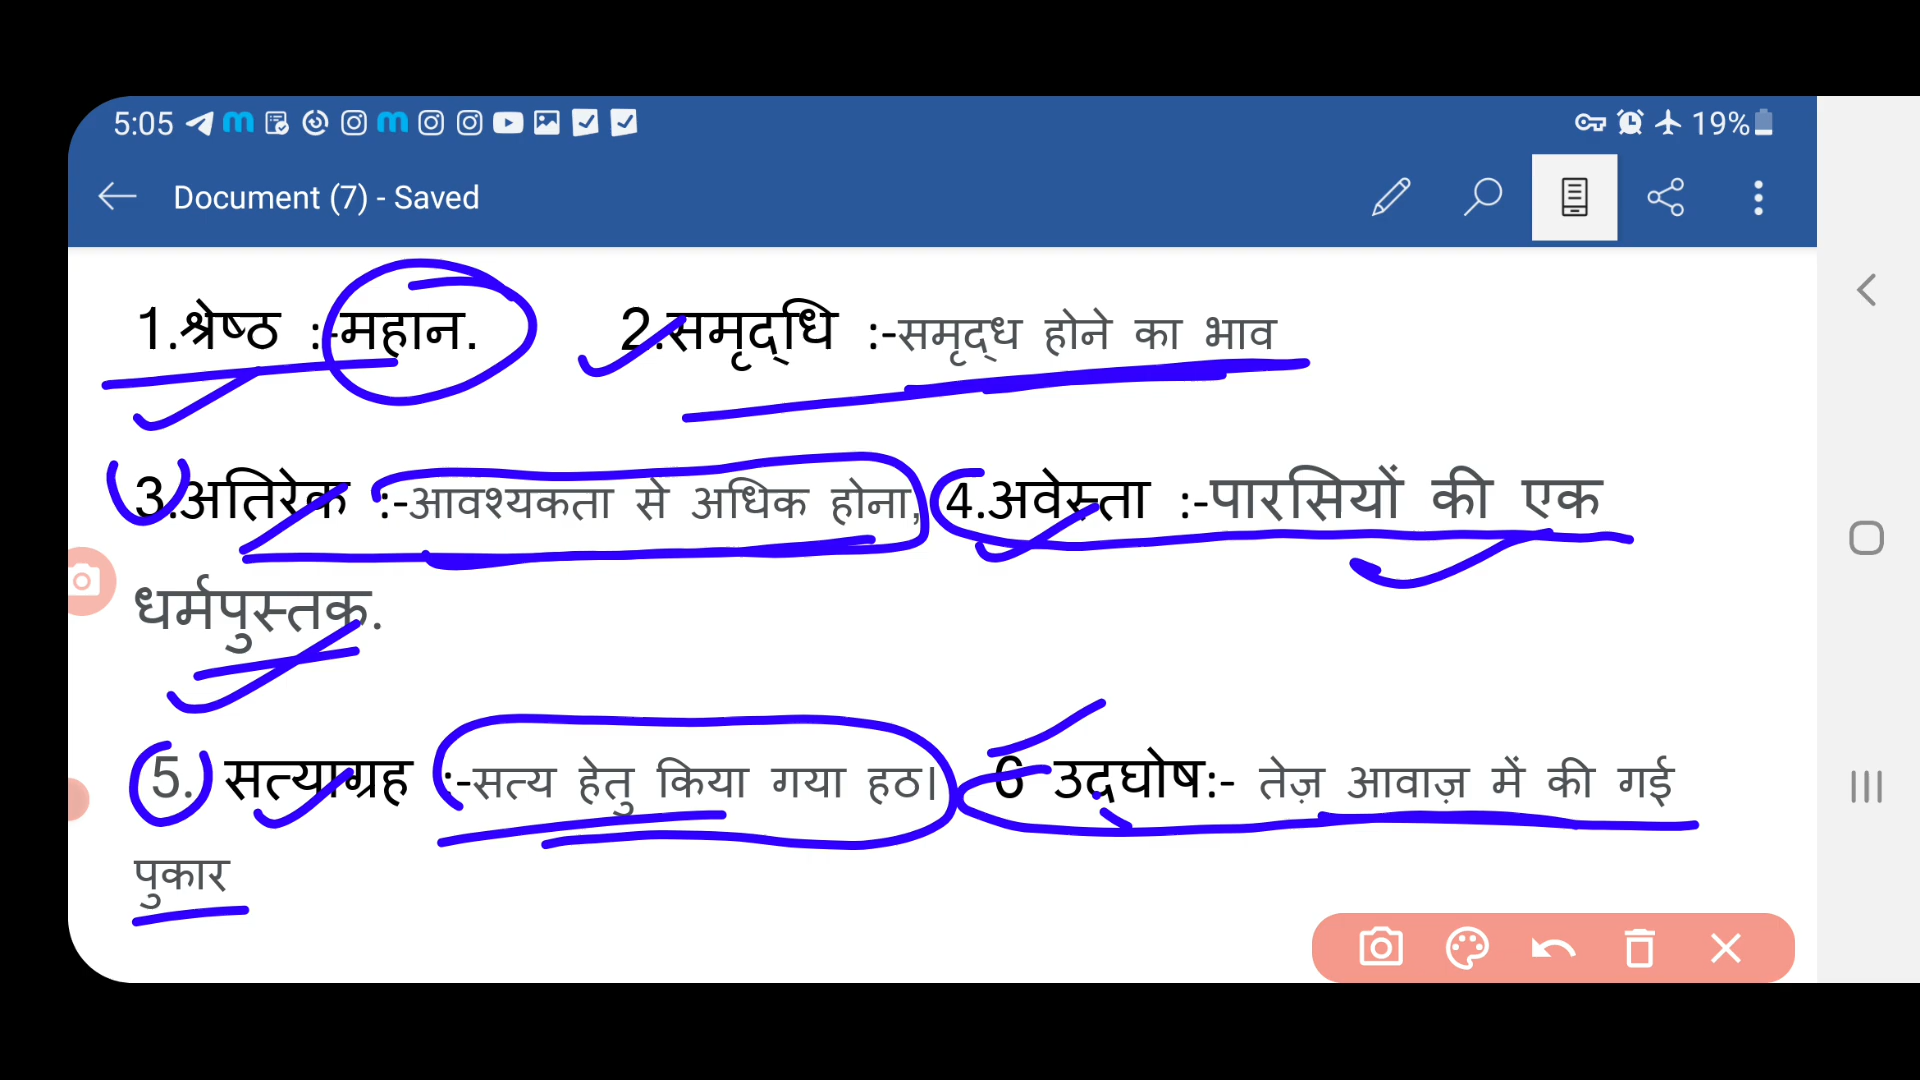 5:05 19%
Document (7) - Saved
1.श्रेष्ठ :-महान. 2.समृद्धि :-समृद्ध होने का भाव
3.अतिरेक :-आवश्यकता से अधिक होना, 4.अवेस्ता :-पारसियों की एक
धर्मपुस्तक.
5. सत्याग्रह :-सत्य हेतु किया गया हठ। 6 उद्घोष:- तेज़ आवाज़ में की गई
पुकार